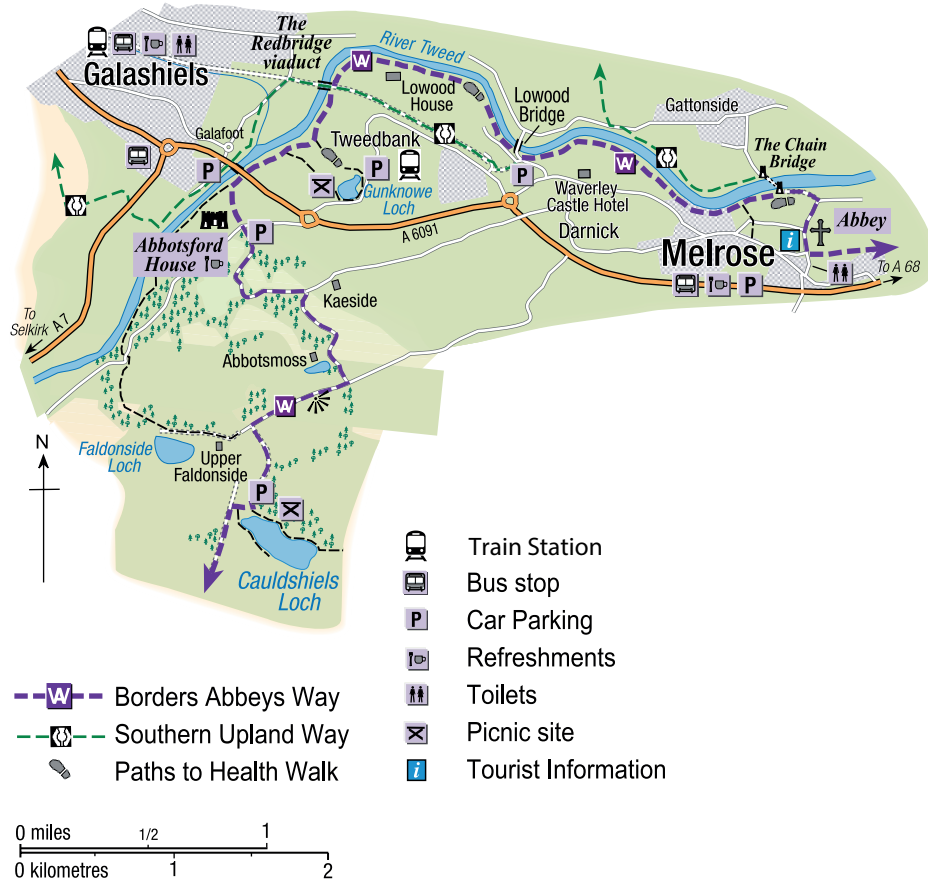 The
Redbridge
viaduct
River Tweed
Galashiels
Lowood
House
Lowood
Bridge
Gattonside
Galafoot
Tweedbank
The Chain
Bridge
P
P
P
Gunknowe
Loch
Waverley
Castle Hotel
Abbey
Abbotsford
House
P
A 6091
Darnick
i
Melrose
To A 68
Kaeside
P
To
Selkirk
A 7
Abbotsmoss
N
Faldonside
Loch
Upper
Faldonside
P
Cauldshiels
Loch
Train Station
Bus stop
P Car Parking
Refreshments
Toilets
Picnic site
i Tourist Information
Borders Abbeys Way
Southern Upland Way
Paths to Health Walk
0 miles 1/2 1
0 kilometres 1 2